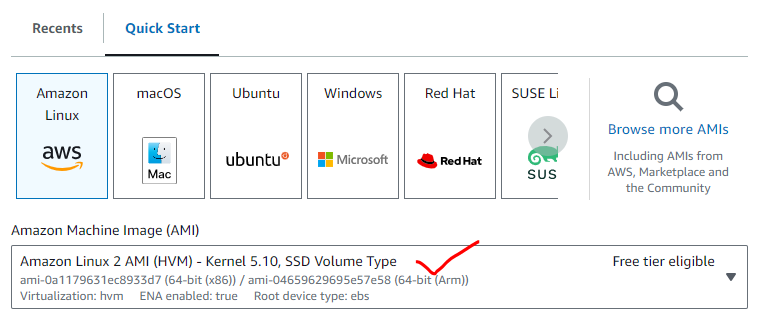 Recents
Quick Start
Amazon
Linux
aws
macOS
Mac
Ubuntu
ubuntu
Windows
Microsoft
Red Hat
Red Hat
SUSE Li
SUS
Browse more AMIs
Including AMIs from
AWS, Marketplace and
the Community
Amazon Machine Image (AMI)
Amazon Linux 2 AMI (HVM) - Kernel 5.10, SSD Volume Type
Free tier eligible
ami-0a1179631ec8933d7 (64-bit (x86)) / ami-04659629695e57e58 (64-bit (Arm))
Virtualization: hvm ENA enabled: true Root device type: ebs